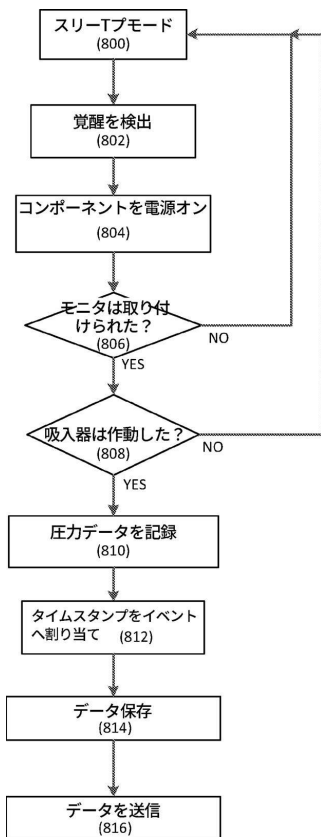 スリーTプモード
(800)
覚醒を検出
(802)
コンポーネントを電源オン
(804)
モニタは取り付
けられた？
(806)
NO
YES
吸入器は作動した？
(808)
NO
YES
圧力データを記録
(810)
タイムスタンプをイベント
へ割り当て (812)
データ保存
(814)
データを送信
(816)